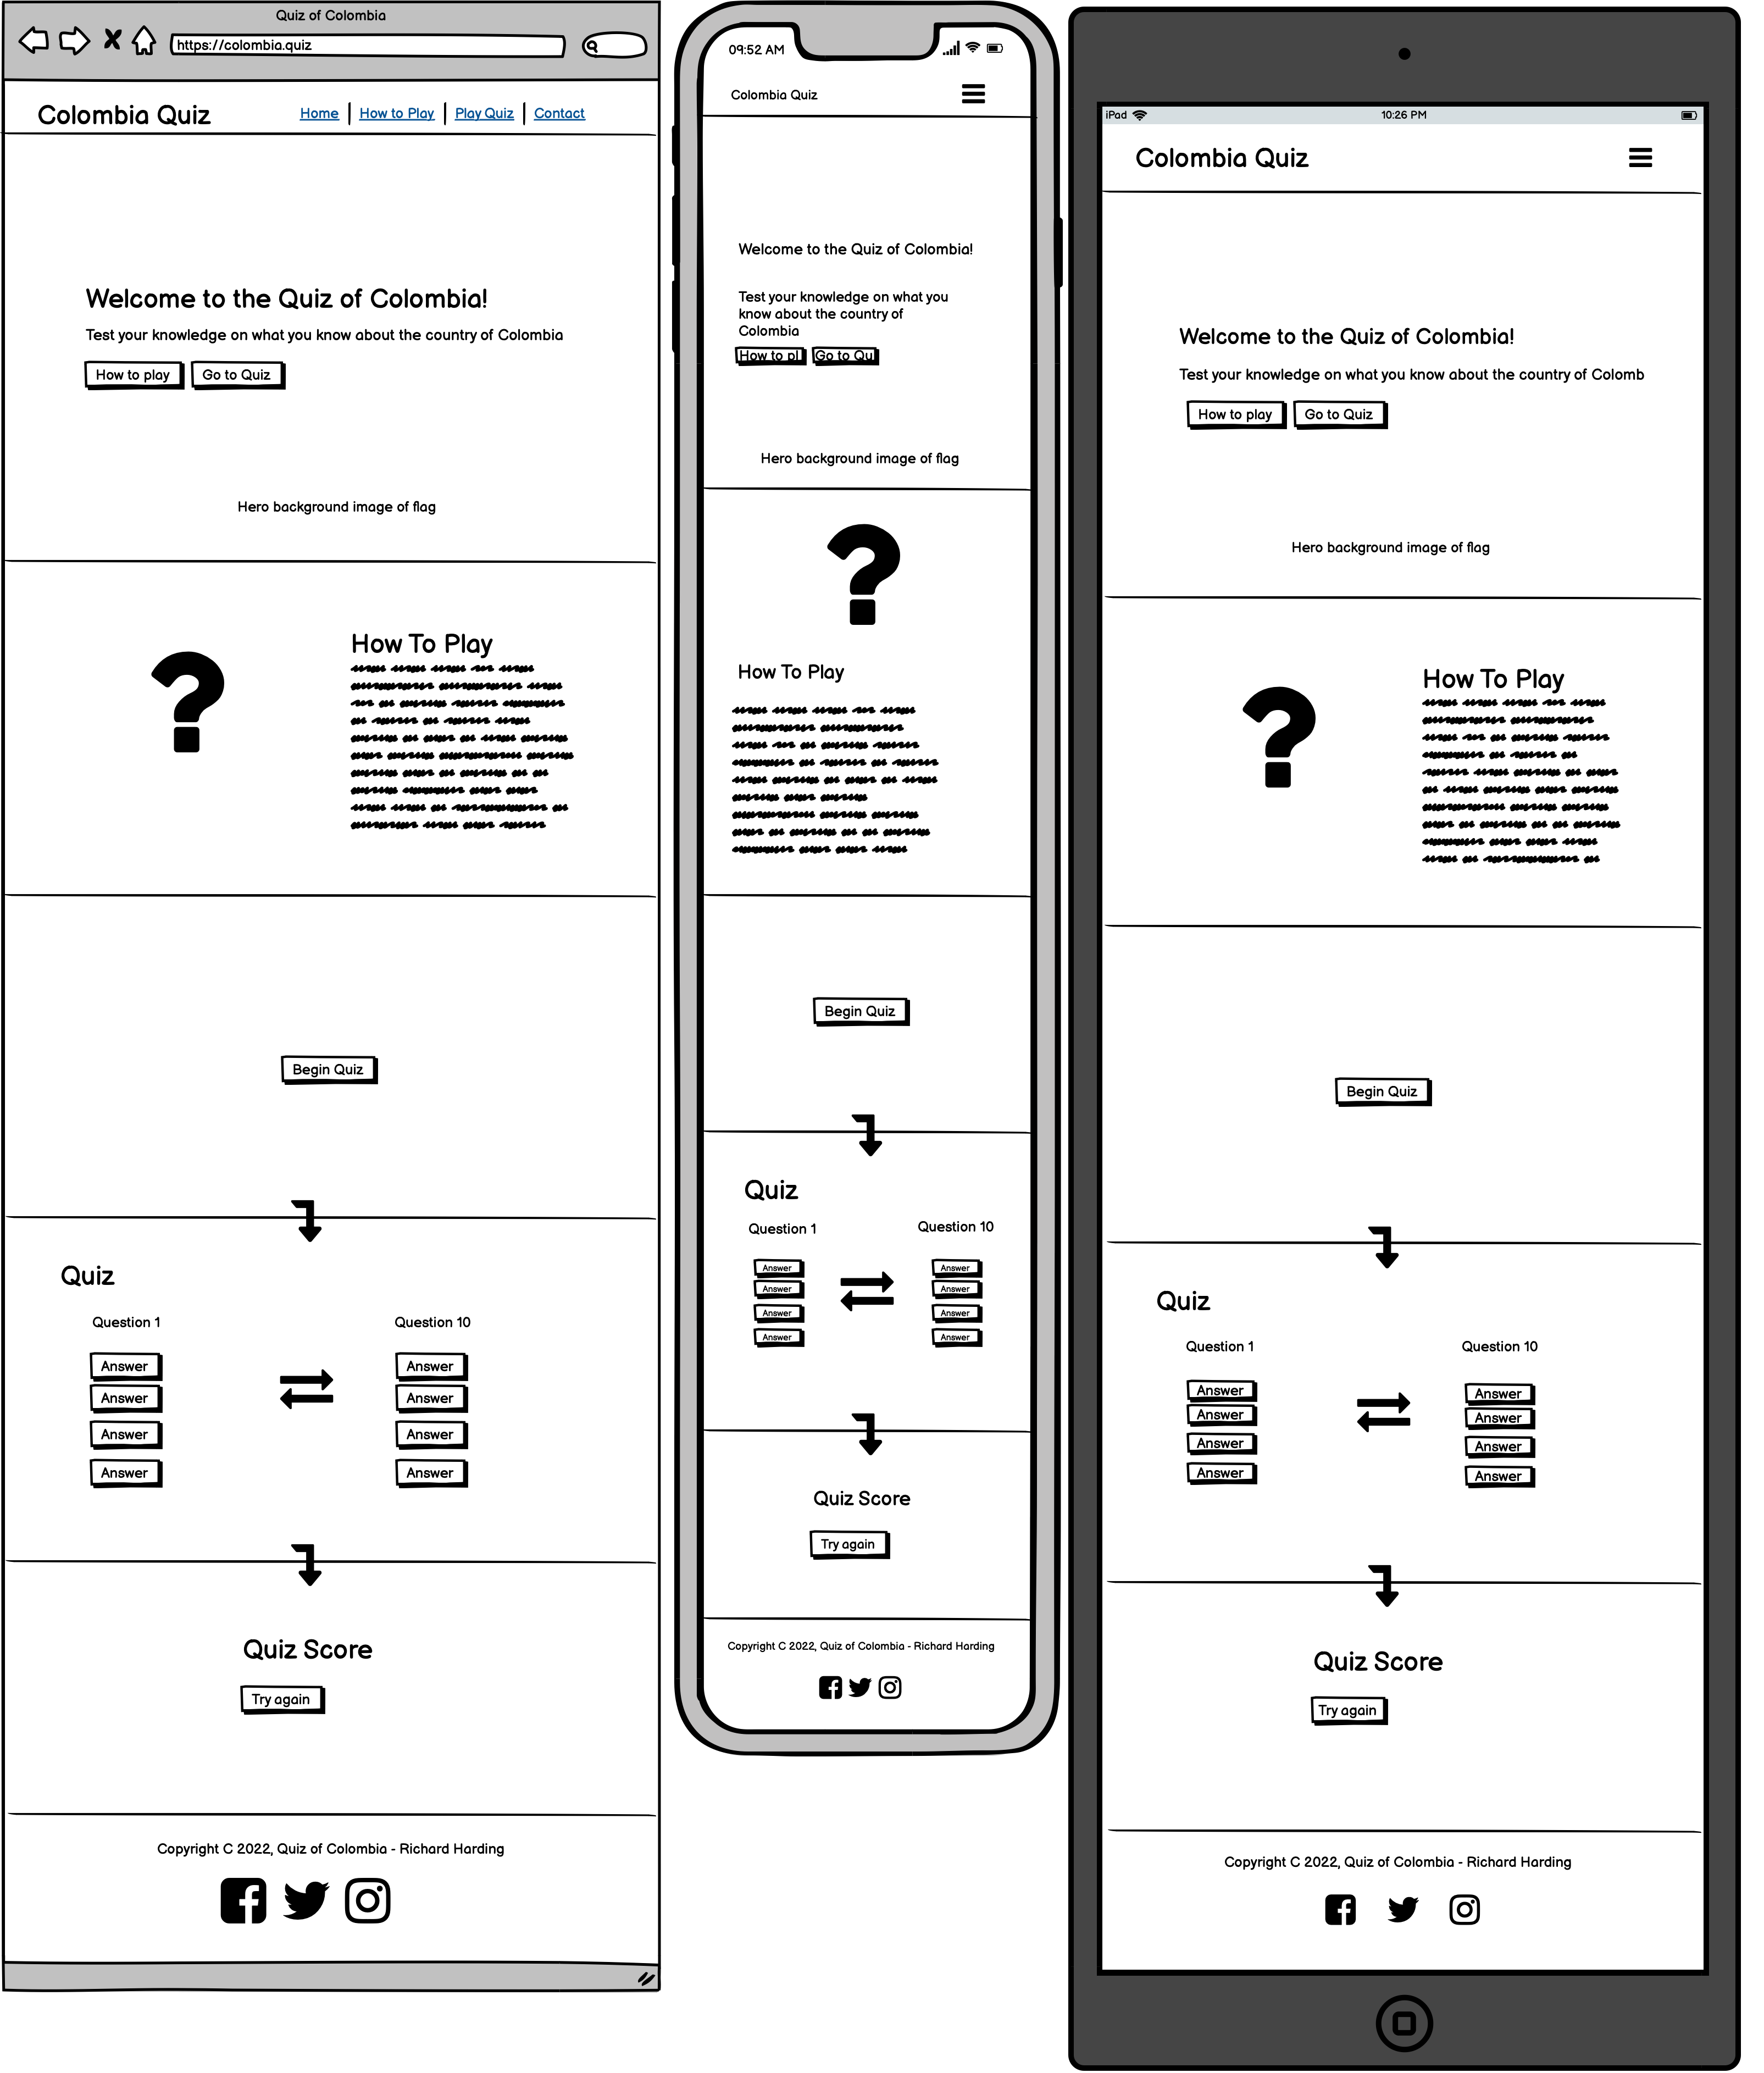 Quiz of Colombia
https://colombia.quiz
Colombia Quiz
Home
How to Play
Play Quiz
Contact
Welcome to the Quiz of Colombia!
Test your knowledge on what you know about the country of Colombia
How to play
Go to Quiz
Hero background image of flag
How To Play
Begin Quiz
Quiz
Question 1
Question 10
Answer
Answer
Answer
Answer
Answer
Answer
Answer
Answer
Quiz Score
Try again
Copyright C 2022, Quiz of Colombia - Richard Harding
09:52 AM
Colombia Quiz
Welcome to the Quiz of Colombia!
Test your knowledge on what you
know about the country of
Colombia
How to pl
Go to Qu
Hero background image of flag
How To Play
Begin Quiz
Quiz
Question 1
Question 10
Answer
Answer
Answer
Answer
Answer
Answer
Answer
Answer
Quiz Score
Try again
Copyright C 2022, Quiz of Colombia - Richard Harding
iPad
10:26 PM
Colombia Quiz
Welcome to the Quiz of Colombia!
Test your knowledge on what you know about the country of Colomb
How to play
Go to Quiz
Hero background image of flag
How To Play
Begin Quiz
Quiz
Question 1
Question 10
Answer
Answer
Answer
Answer
Answer
Answer
Answer
Answer
Quiz Score
Try again
Copyright C 2022, Quiz of Colombia - Richard Harding